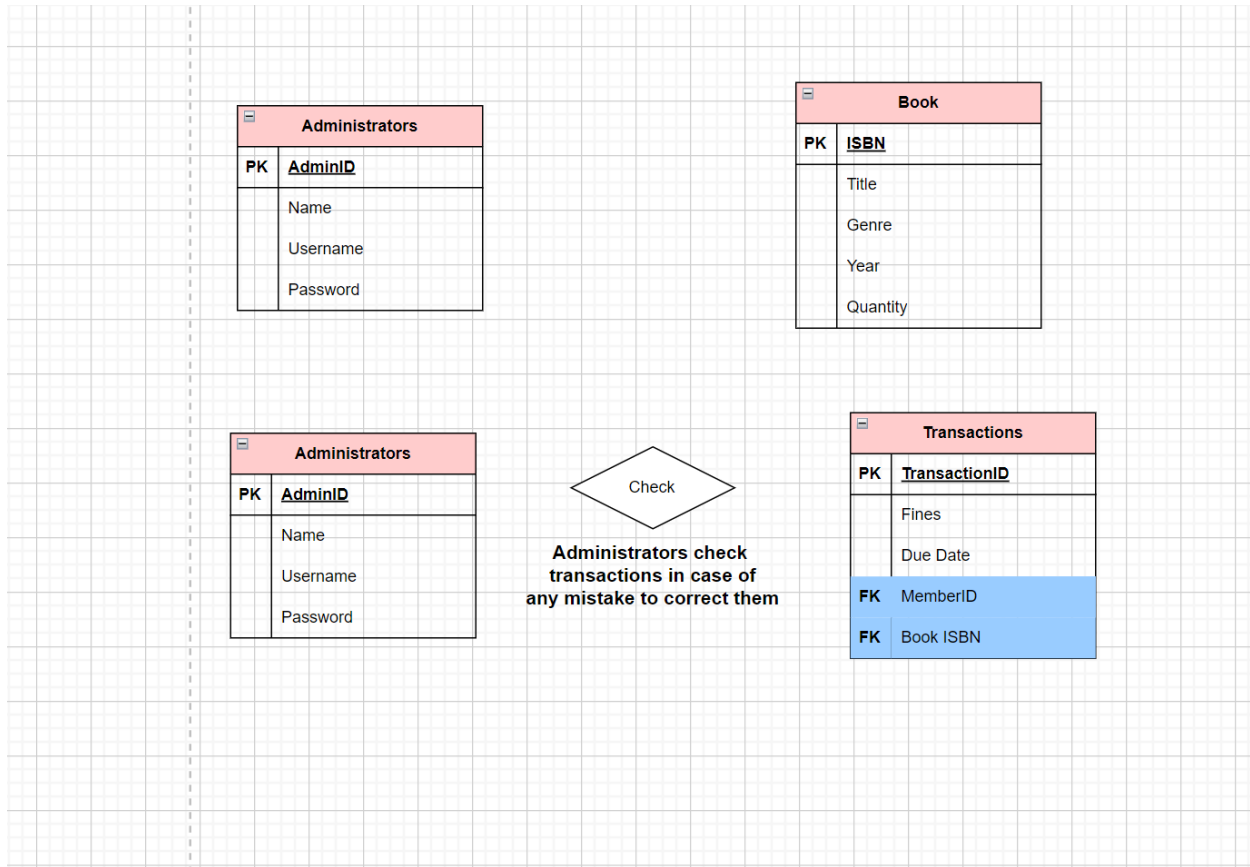 Administrators
PK AdminID
Name
Username
Password
Book
PK ISBN
Title
Genre
Year
Quantity
Administrators
PK AdminID
Name
Username
Password
Check
Administrators check
transactions in case of
any mistake to correct them
Transactions
PK TransactionID
Fines
Due Date
FK MemberID
FK Book ISBN